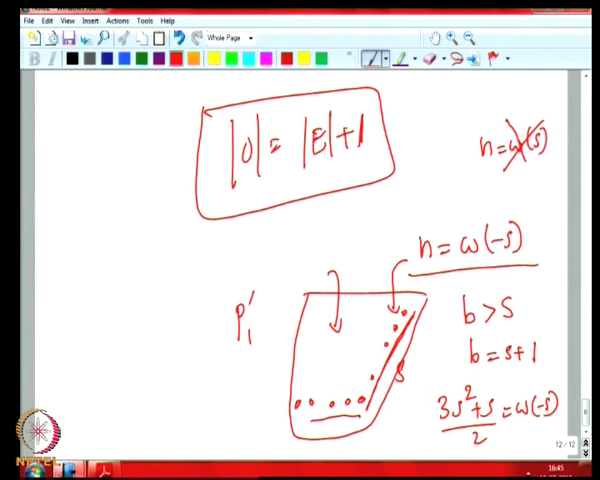 File Edit View Insert Actions Tools Help
Whole Page
B
|O| = |E|+1
n = ω(s)
n = ω(-s)
P₁'
b > s
b = s+1
s
3s²+s / 2 = ω(-s)
12 / 12
NPTEL
16:45